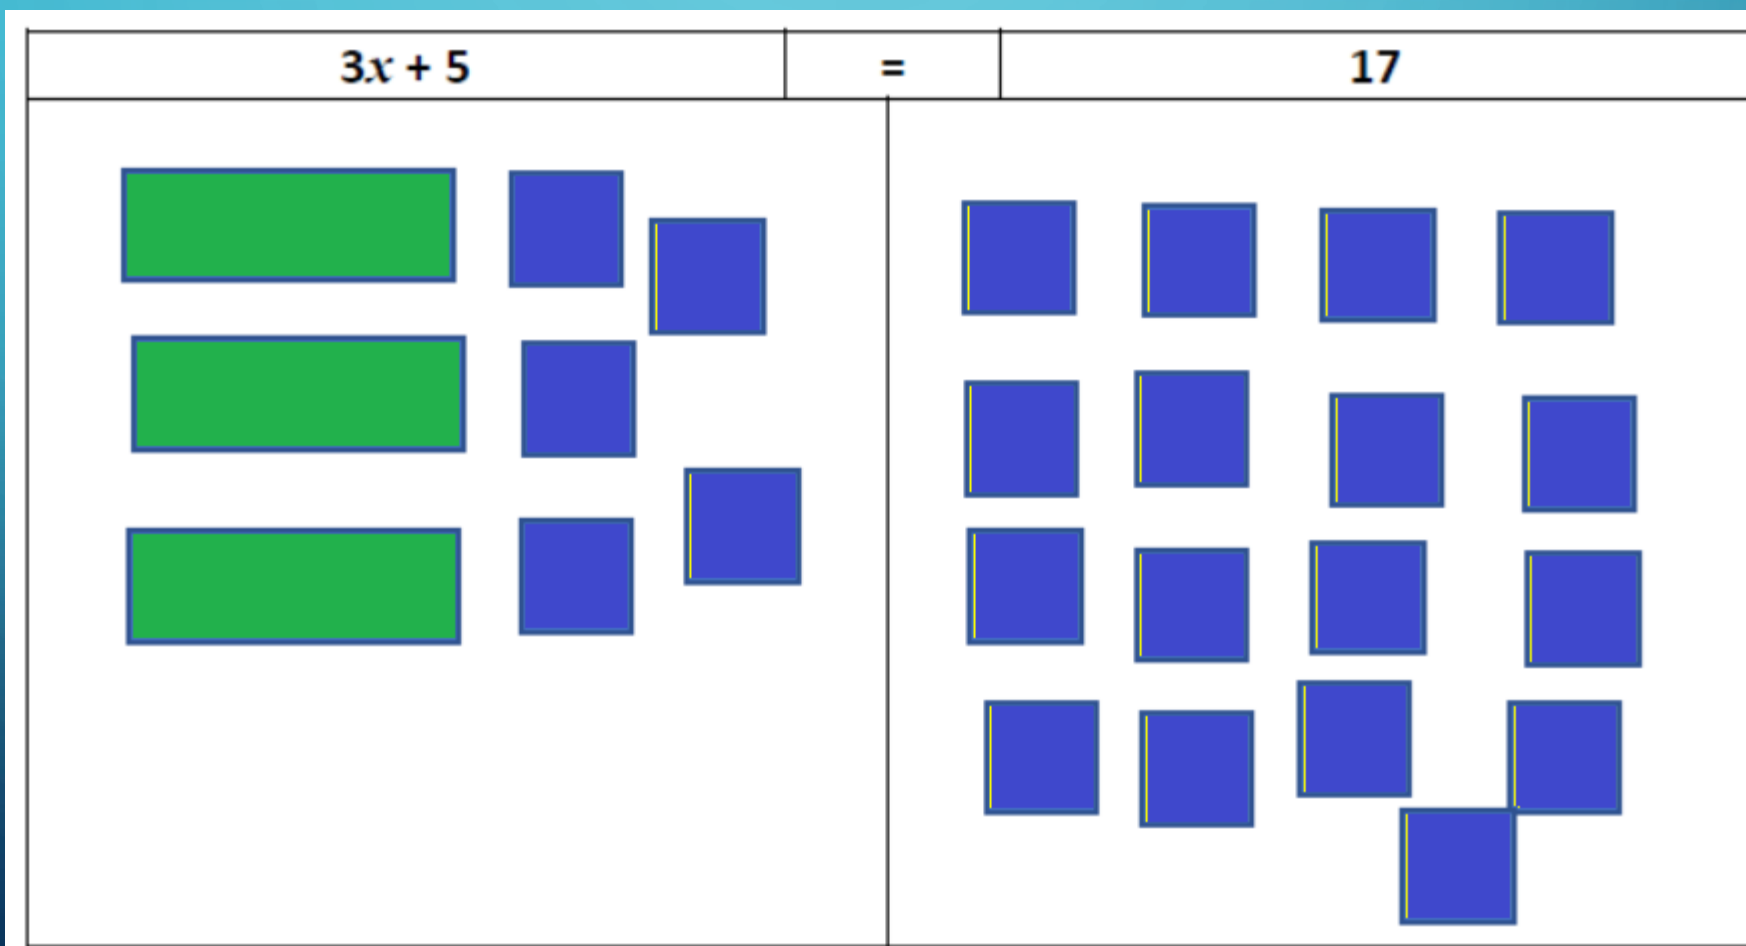 3x + 5 = 17